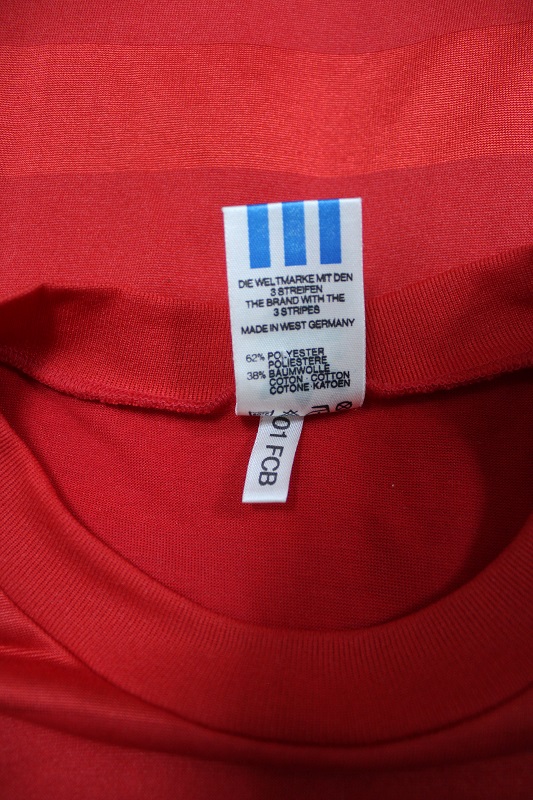 DIE WELTMARKE MIT DEN
3 STREIFEN
THE BRAND WITH THE
3 STRIPES
MADE IN WEST GERMANY
62% POLYESTER
POLIESTERE
38% BAUMWOLLE
COTON COTTON
COTONE KATOEN
01 FCB